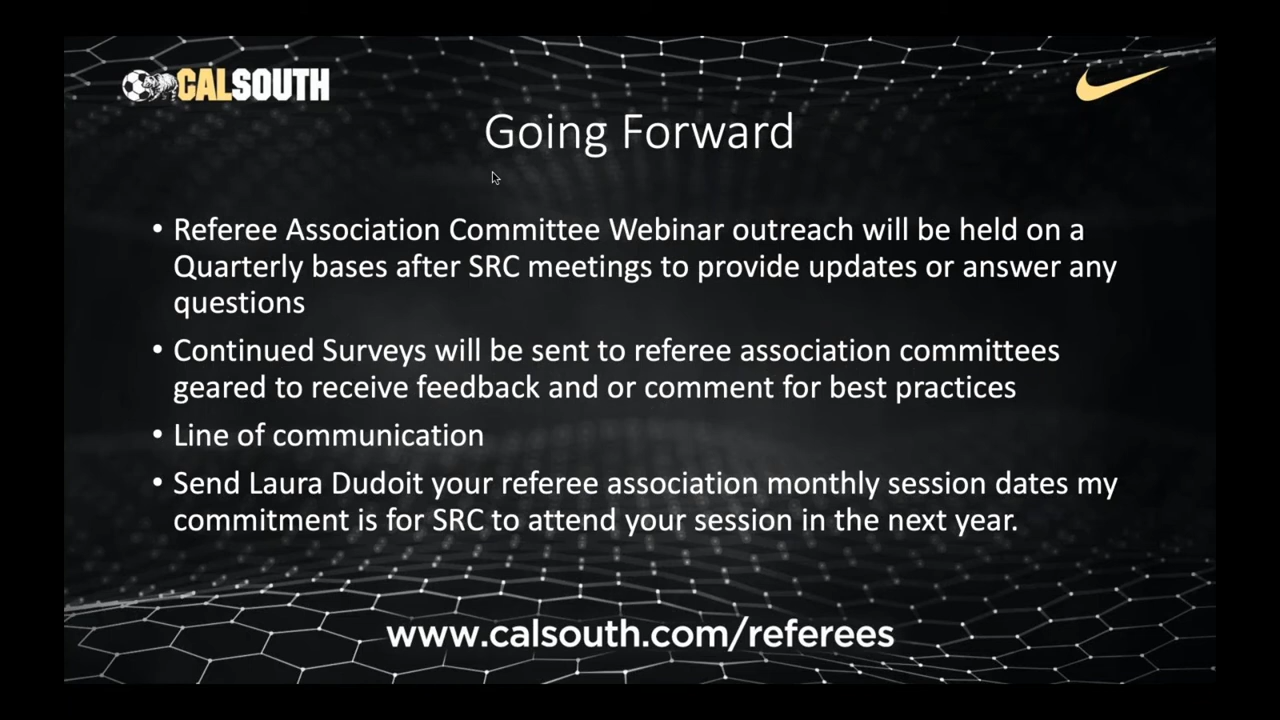 CALSOUTH
Going Forward
• Referee Association Committee Webinar outreach will be held on a
Quarterly bases after SRC meetings to provide updates or answer any
questions
• Continued Surveys will be sent to referee association committees
geared to receive feedback and or comment for best practices
• Line of communication
• Send Laura Dudoit your referee association monthly session dates my
commitment is for SRC to attend your session in the next year.
www.calsouth.com/referees